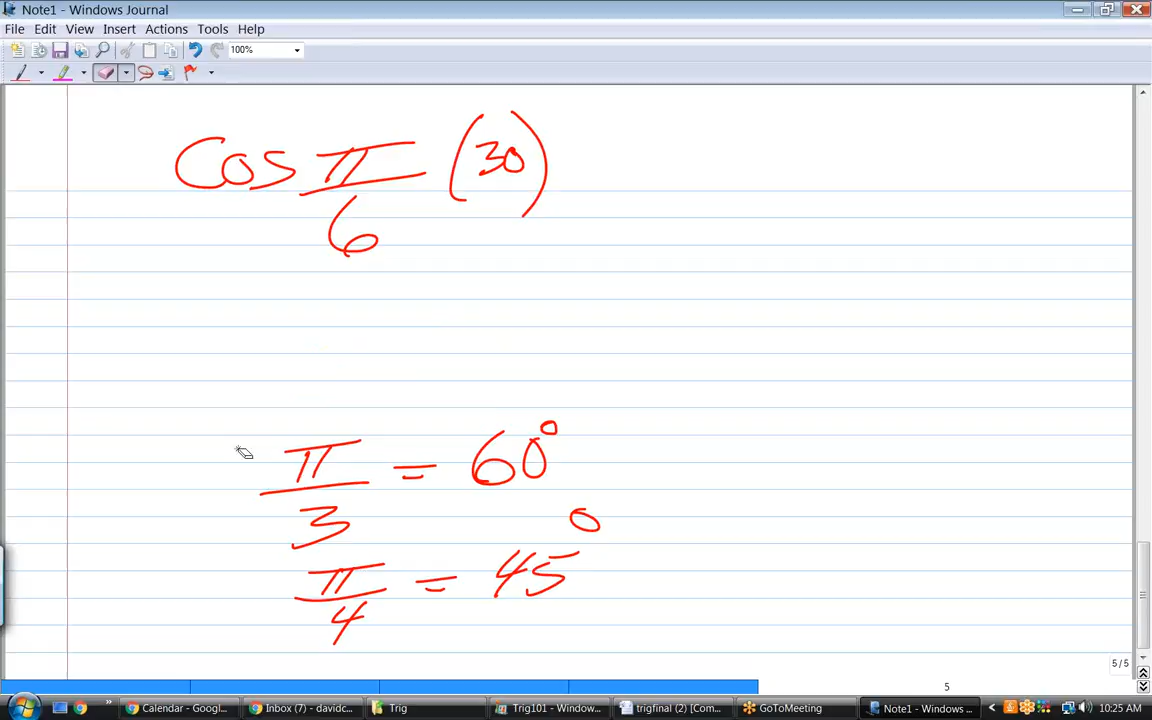 Note1 - Windows Journal
File Edit View Insert Actions Tools Help
100%
Cos π/6 (30)
π/3 = 60°
π/4 = 45°
5/5
5
Calendar - Googl... Inbox (7) - davidc... Trig Trig101 - Window... trigfinal (2) [Com... GoToMeeting Note1 - Windows ... 10:25 AM